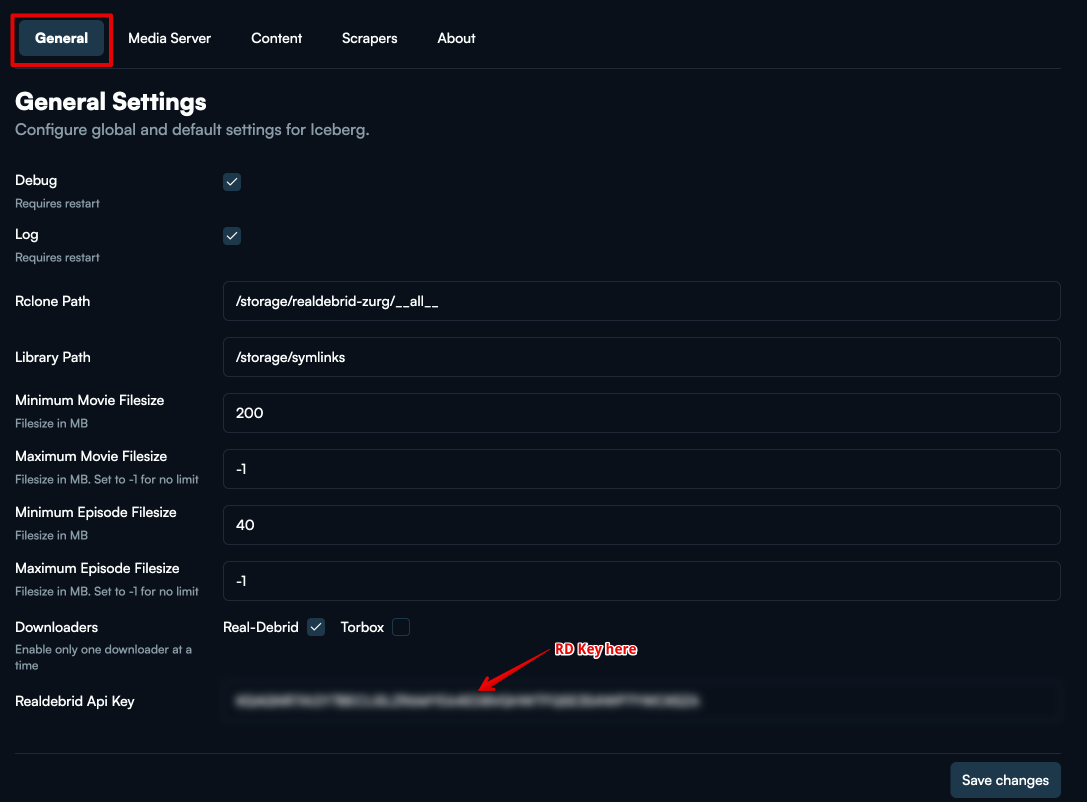 General Media Server Content Scrapers About
General Settings
Configure global and default settings for Iceberg.
Debug
Requires restart
Log
Requires restart
Rclone Path /storage/realdebrid-zurg/__all__
Library Path /storage/symlinks
Minimum Movie Filesize
Filesize in MB
200
Maximum Movie Filesize
Filesize in MB. Set to -1 for no limit
-1
Minimum Episode Filesize
Filesize in MB
40
Maximum Episode Filesize
Filesize in MB. Set to -1 for no limit
-1
Downloaders Real-Debrid Torbox
Enable only one downloader at a
time
RD Key here
Realdebrid Api Key
Save changes